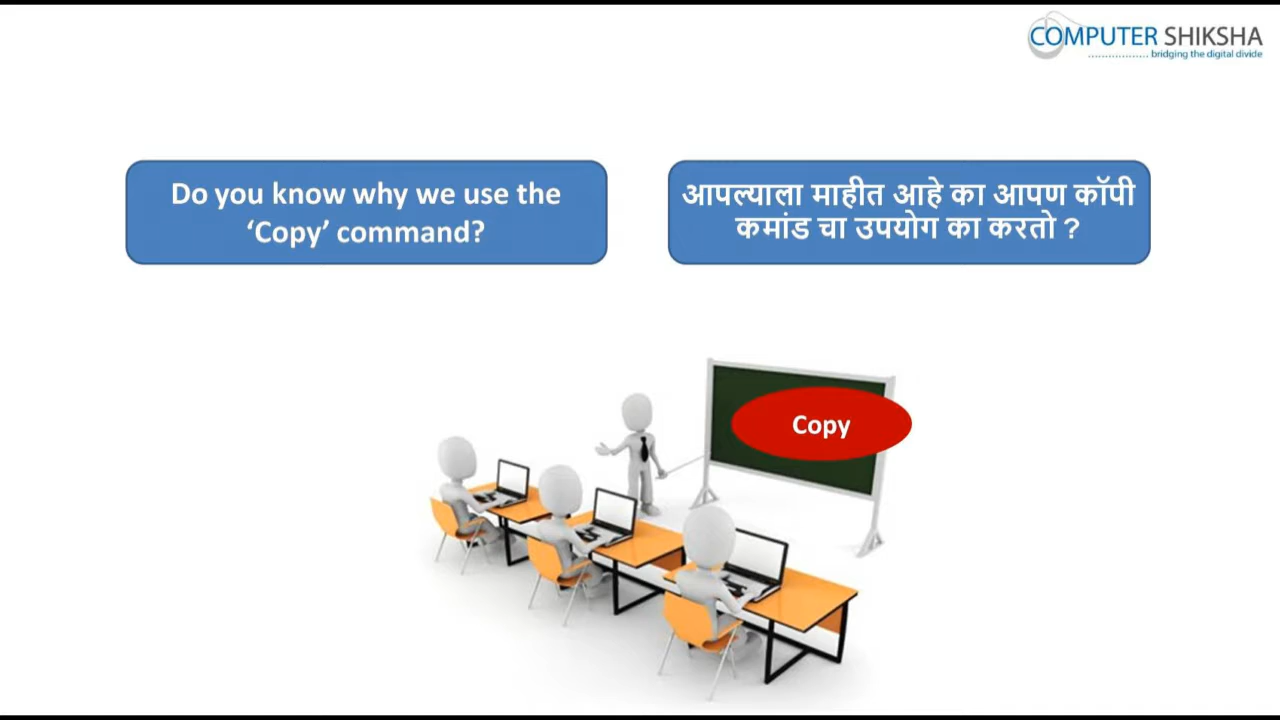 COMPUTER SHIKSHA
bridging the digital divide
Do you know why we use the
‘Copy’ command?
आपल्याला माहीत आहे का आपण कॉपी
कमांड चा उपयोग का करतो ?
Copy